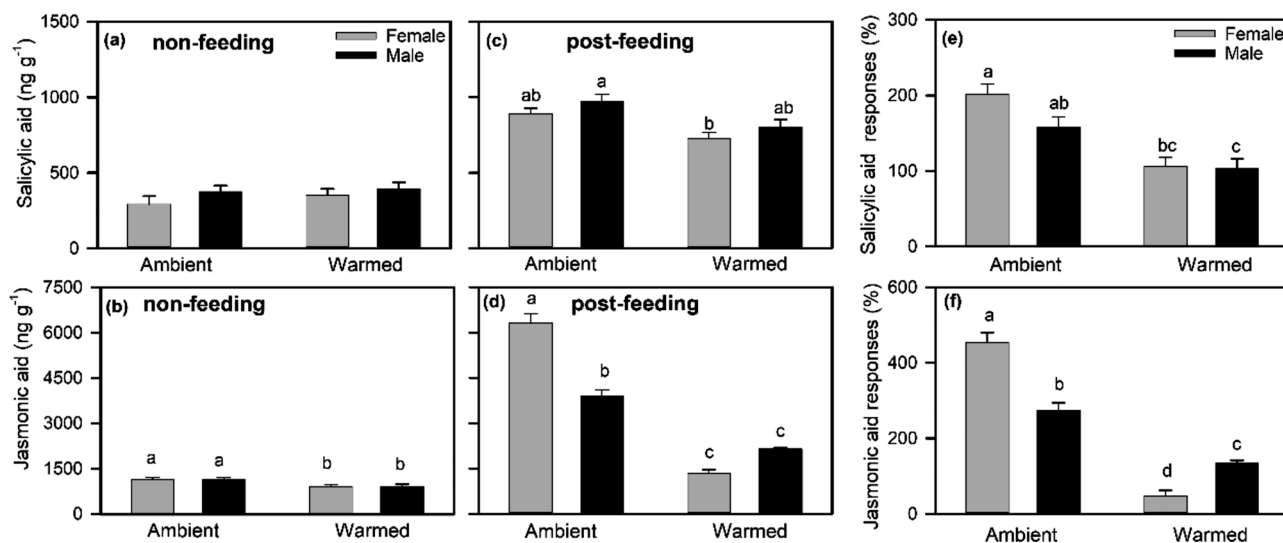 (a) non-feeding
Female
Male
Salicylic aid (ng g⁻¹)
1500
1000
500
0
Ambient
Warmed
(c) post-feeding
ab
a
b
ab
Ambient
Warmed
(e)
Female
Male
Salicylic aid responses (%)
300
200
100
0
a
ab
bc
c
Ambient
Warmed
(b) non-feeding
Jasmonic aid (ng g⁻¹)
7500
6000
4500
3000
1500
0
a
a
b
b
Ambient
Warmed
(d) post-feeding
a
b
c
c
Ambient
Warmed
(f)
Jasmonic aid responses (%)
600
400
200
0
a
b
d
c
Ambient
Warmed